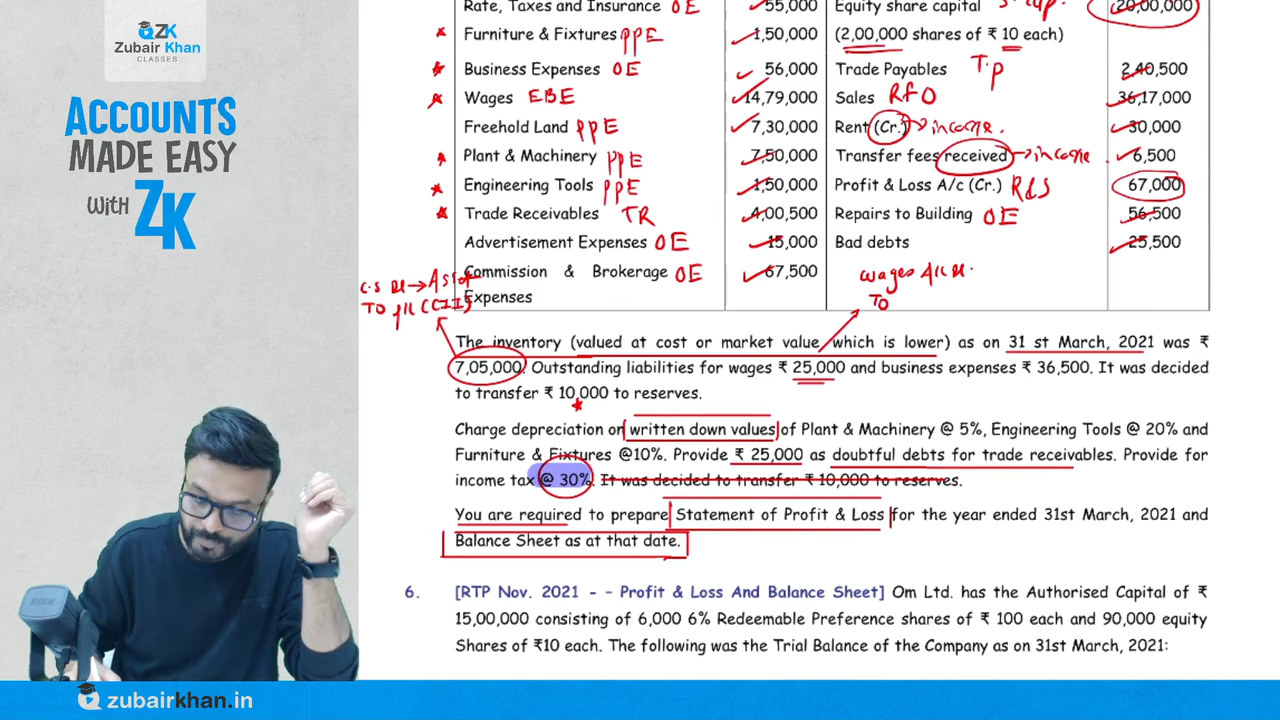 ZK
Zubair Khan
CLASSES
ACCOUNTS
MADE EASY
with ZK
Rate, Taxes and Insurance OE 55,000 Equity share capital 20,00,000
Furniture & Fixtures PPE 1,50,000 (2,00,000 shares of ₹ 10 each)
Business Expenses OE 56,000 Trade Payables T.P 2,40,500
Wages EBE 14,79,000 Sales RFO 36,17,000
Freehold Land PPE 7,30,000 Rent (Cr.) → income. 30,000
Plant & Machinery PPE 7,50,000 Transfer fees received → income 6,500
Engineering Tools PPE 1,50,000 Profit & Loss A/c (Cr.) R&S 67,000
Trade Receivables TR 4,00,500 Repairs to Building OE 56,500
Advertisement Expenses OE 15,000 Bad debts 25,500
Commission & Brokerage OE 67,500 wages A/c
Expenses TO
TO
The inventory (valued at cost or market value, which is lower) as on 31 st March, 2021 was ₹
7,05,000. Outstanding liabilities for wages ₹ 25,000 and business expenses ₹ 36,500. It was decided
to transfer ₹ 10,000 to reserves.
Charge depreciation on written down values of Plant & Machinery @ 5%, Engineering Tools @ 20% and
Furniture & Fixtures @10%. Provide ₹ 25,000 as doubtful debts for trade receivables. Provide for
income tax @ 30%. It was decided to transfer ₹ 10,000 to reserves.
You are required to prepare Statement of Profit & Loss for the year ended 31st March, 2021 and
Balance Sheet as at that date.
6. [RTP Nov. 2021 - – Profit & Loss And Balance Sheet] Om Ltd. has the Authorised Capital of ₹
15,00,000 consisting of 6,000 6% Redeemable Preference shares of ₹ 100 each and 90,000 equity
Shares of ₹10 each. The following was the Trial Balance of the Company as on 31st March, 2021:
RØDE
zubairkhan.in